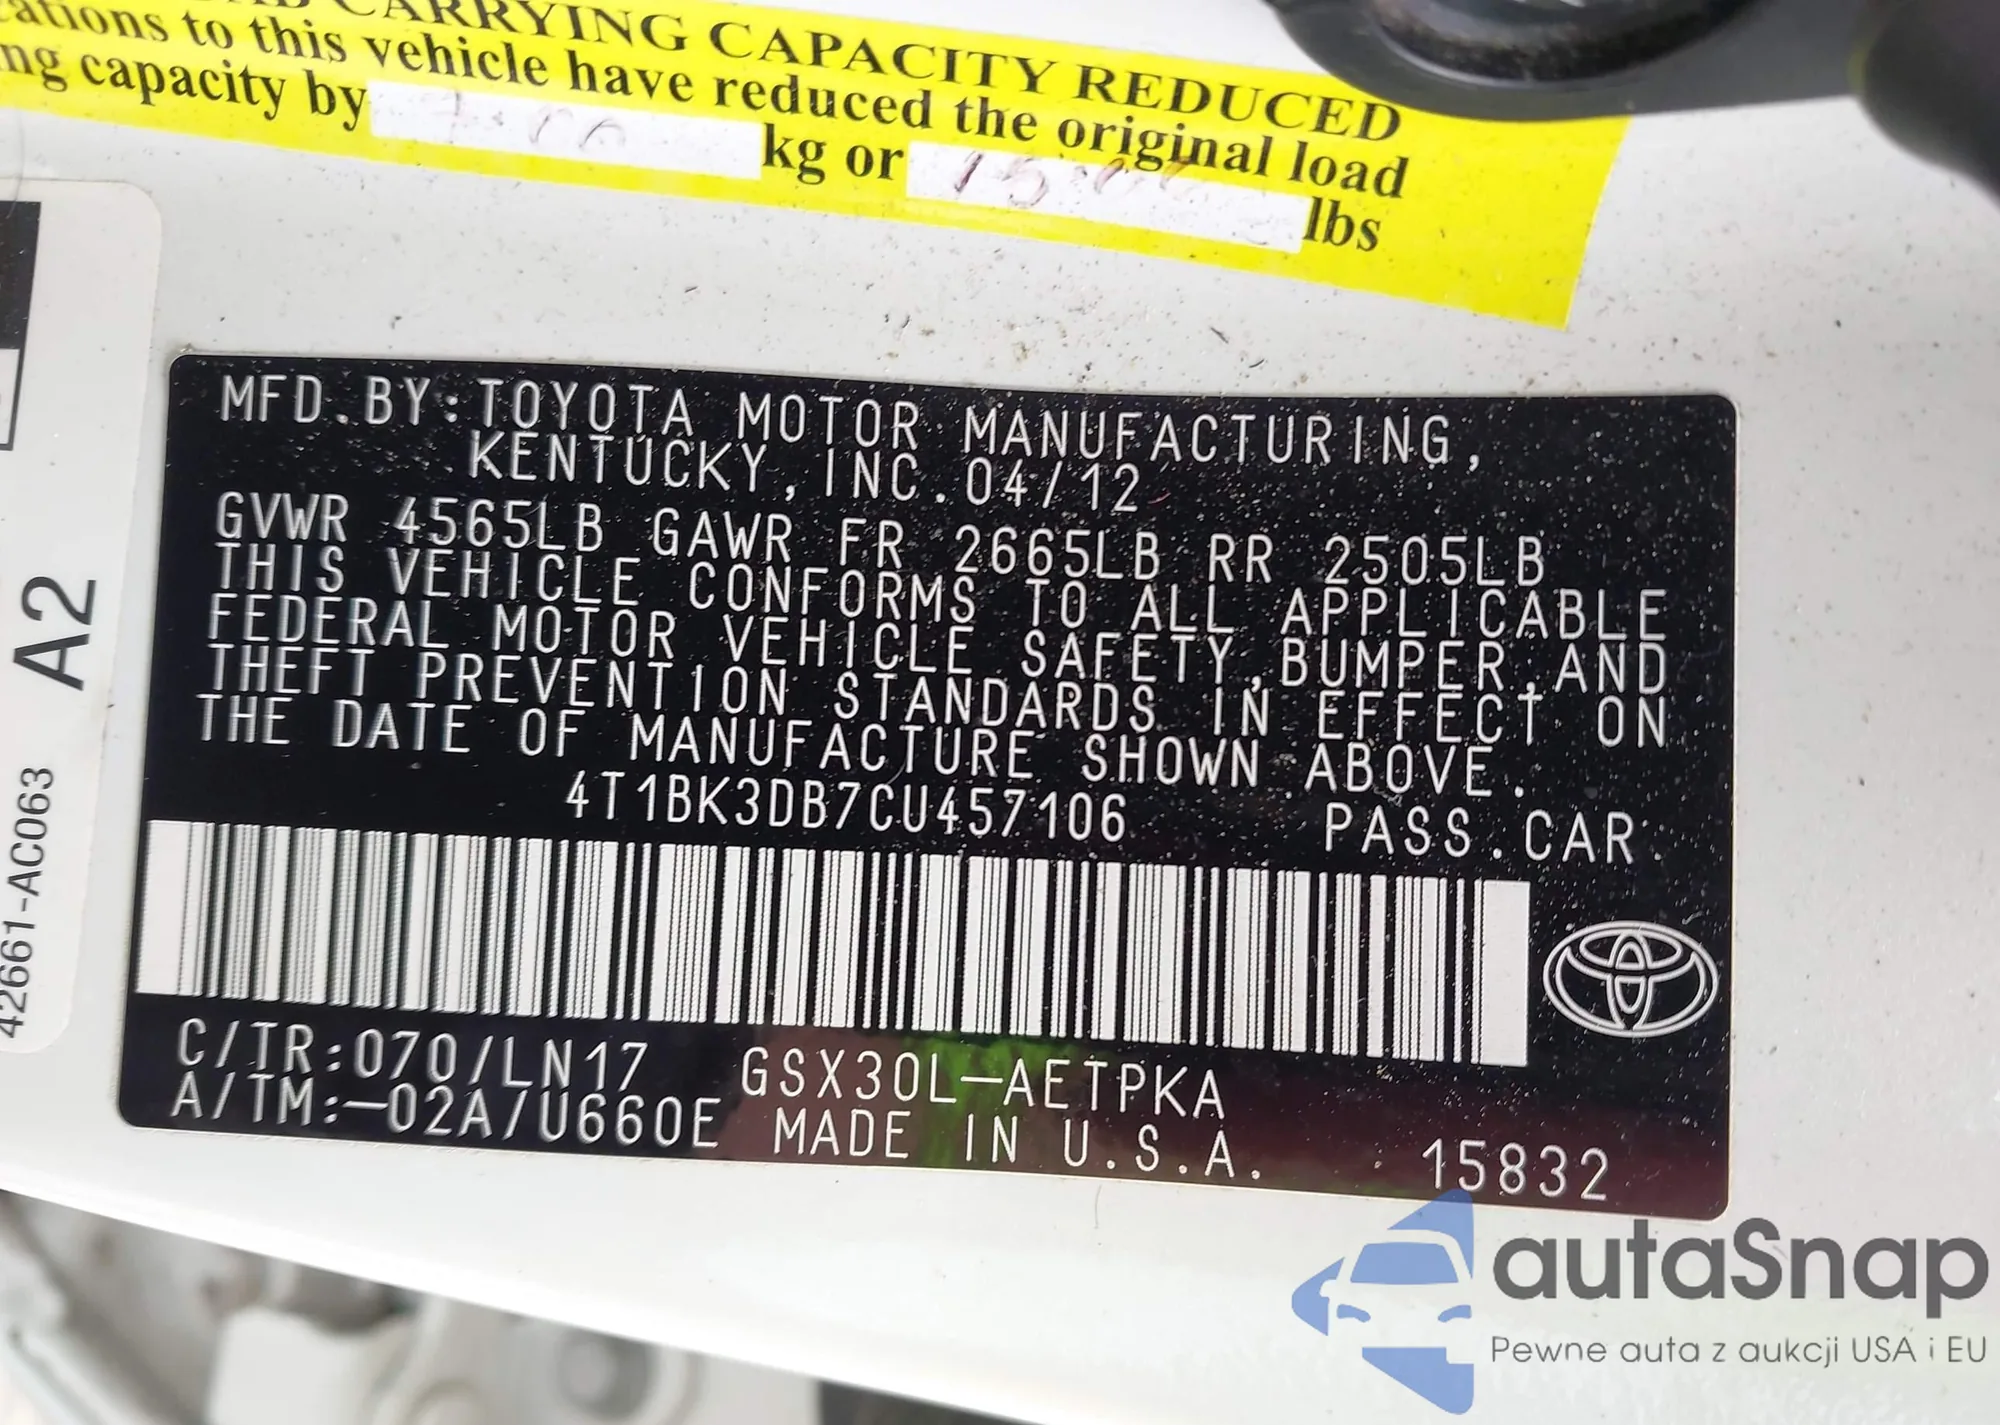 CARRYING CAPACITY REDUCED
to this vehicle have reduced the original load
capacity by kg or lbs
MFD.BY:TOYOTA MOTOR MANUFACTURING,
KENTUCKY, INC. 04/12
GVWR 4565LB GAWR FR 2665LB RR 2505LB
THIS VEHICLE CONFORMS TO ALL APPLICABLE
FEDERAL MOTOR VEHICLE SAFETY,BUMPER,AND
THEFT PREVENTION STANDARDS IN EFFECT ON
THE DATE OF MANUFACTURE SHOWN ABOVE.
4T1BK3DB7CU457106 PASS.CAR
C/TR:070/LN17 GSX30L-AETPKA
A/TM:-02A/U660E MADE IN U.S.A. 15832
42661-AC063 A2
autaSnap
Pewne auta z aukcji USA i EU